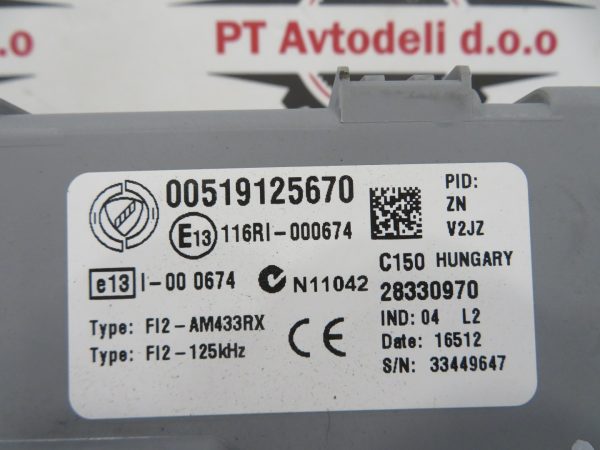 PT Avtodeli d.o.o
o.o
00519125670
PID:
ZN
V2JZ
E13 116RI-000674
e13 I-00 0674
N11042
C150 HUNGARY
28330970
Type: FI2-AM433RX
Type: FI2-125kHz
CE
IND: 04 L2
Date: 16512
S/N: 33449647